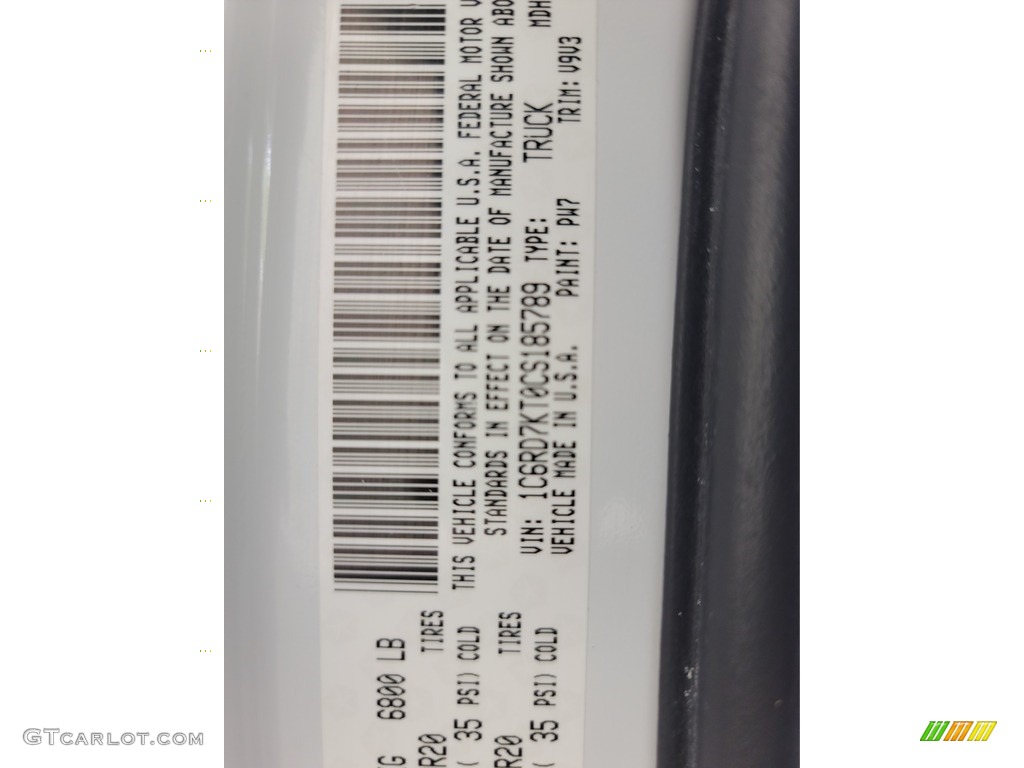 6800 LB
R20 TIRES
( 35 PSI) COLD
R20 TIRES
( 35 PSI) COLD
THIS VEHICLE CONFORMS TO ALL APPLICABLE U.S.A. FEDERAL MOTOR
STANDARDS IN EFFECT ON THE DATE OF MANUFACTURE SHOWN ABO
VIN: 1C6RD7KT0CS185789 TYPE: TRUCK MDH
VEHICLE MADE IN U.S.A. PAINT: PW7 TRIM: V9V3
GTCarlot.com